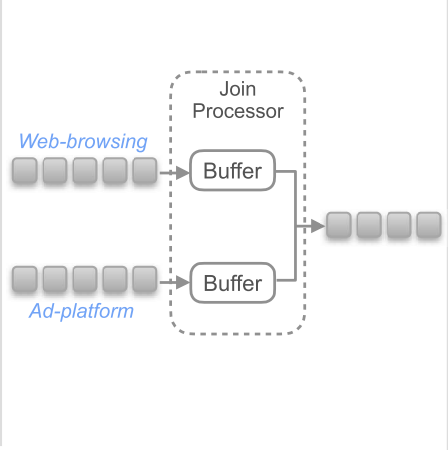 Join
Processor
Web-browsing
Buffer
Buffer
Ad-platform